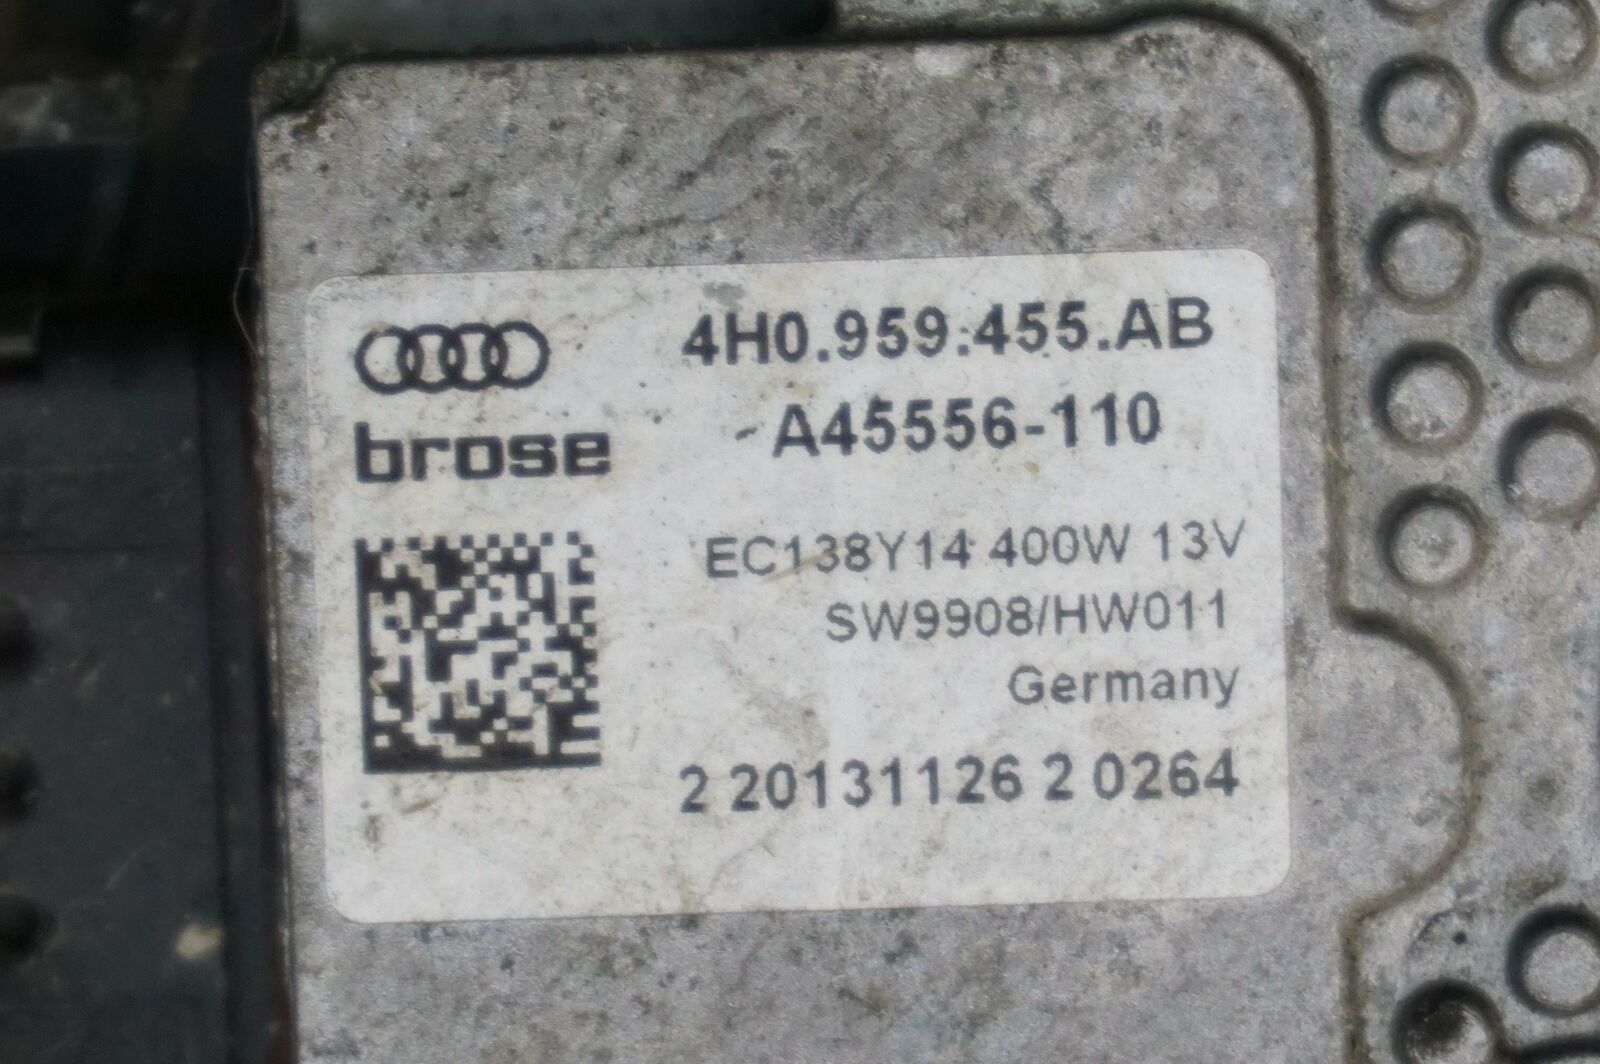 4H0.959.455.AB
brose
A45556-110
EC138Y14 400W 13V
SW9908/HW011
Germany
2 20131126 2 0264